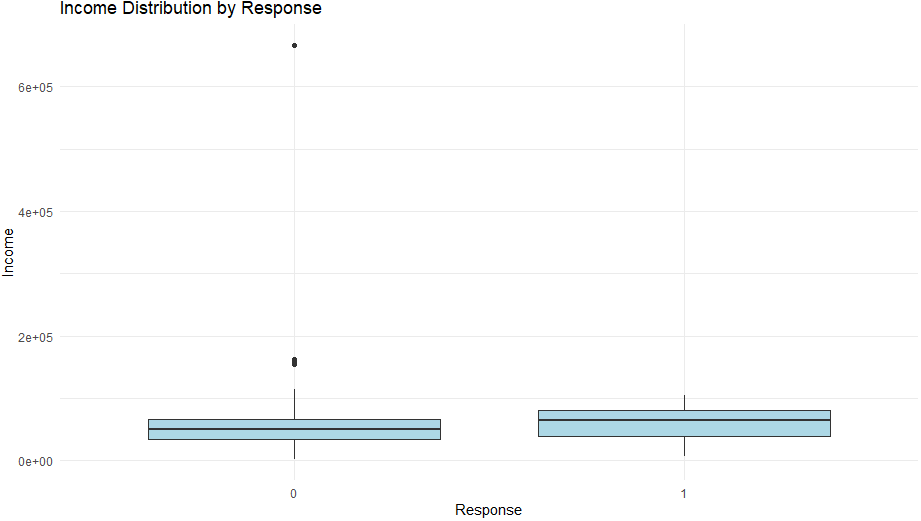 Income Distribution by Response
Income
6e+05
4e+05
2e+05
0e+00
0
1
Response